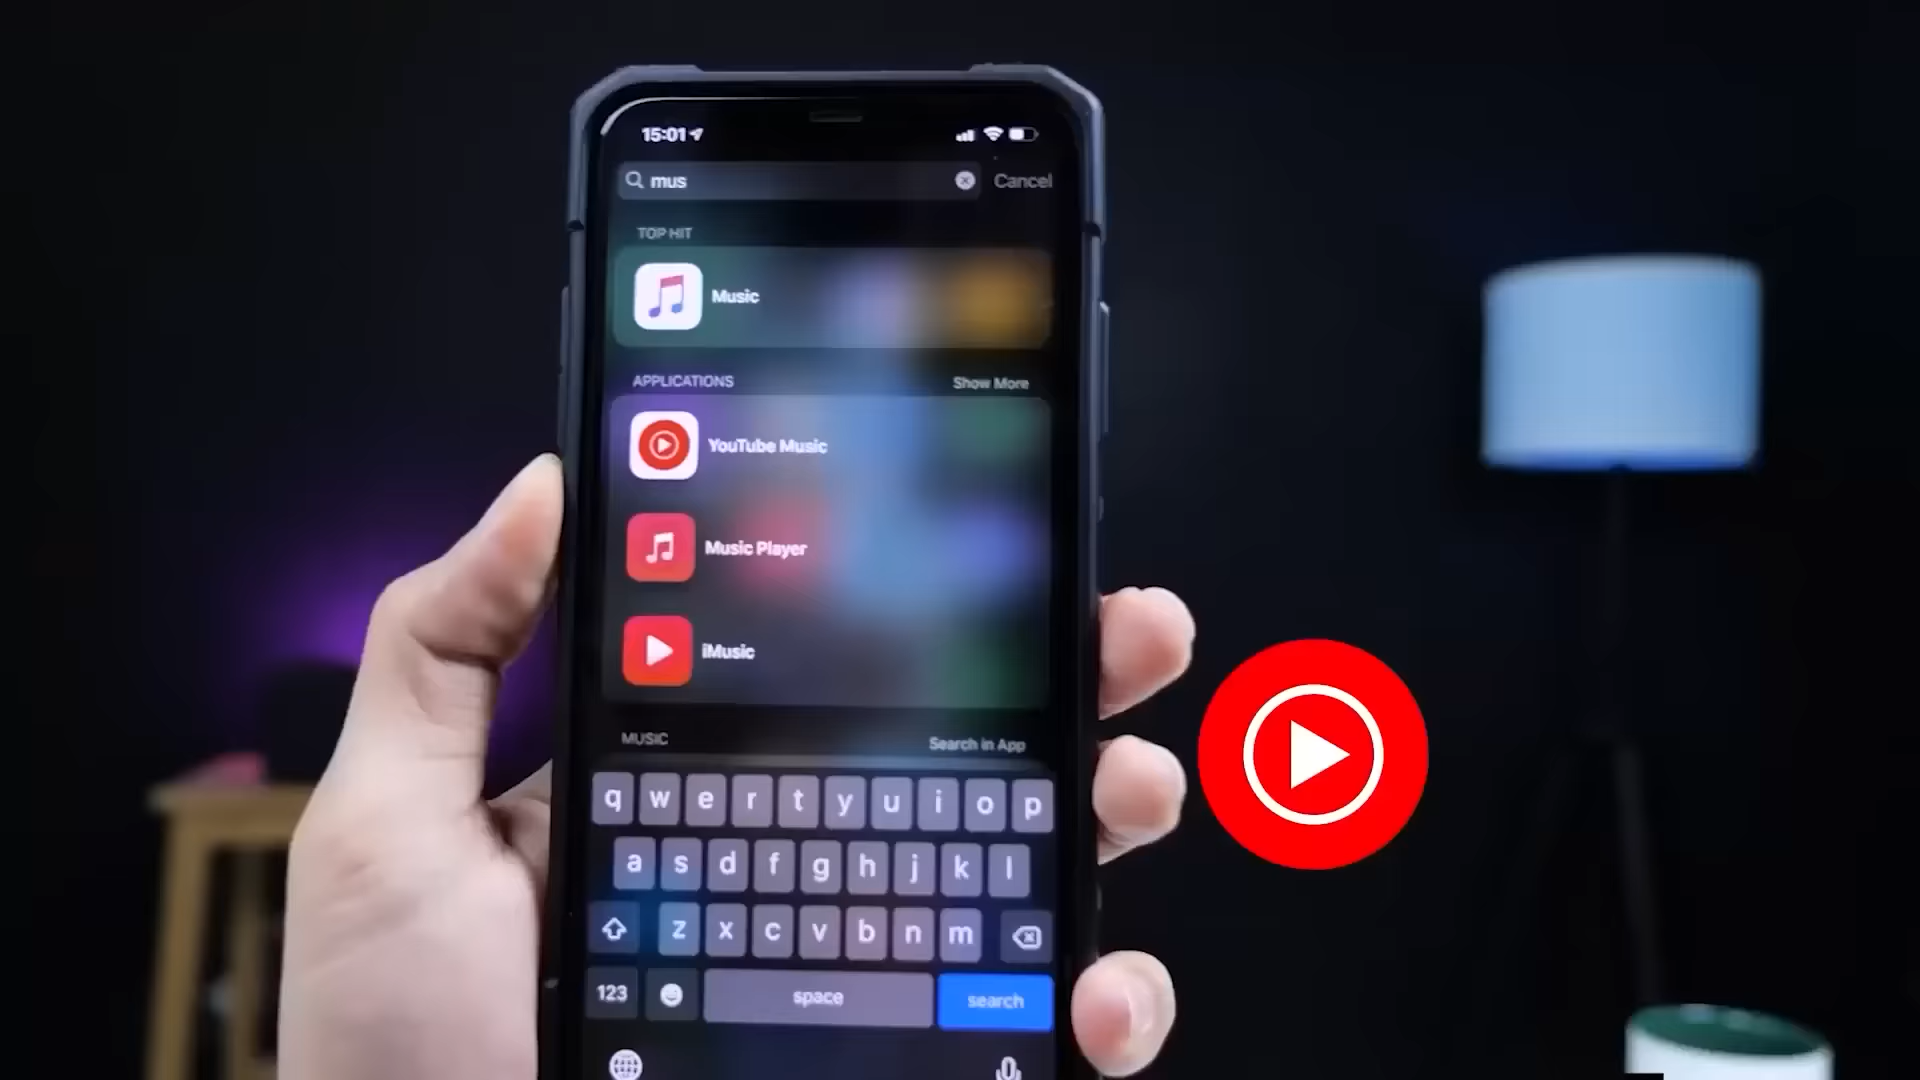 15:01
mus
Cancel
TOP HIT
Music
APPLICATIONS
Show More
YouTube Music
Music Player
iMusic
MUSIC
Search in App
q w e r t y u i o p
a s d f g h j k l
z x c v b n m
123
space
search